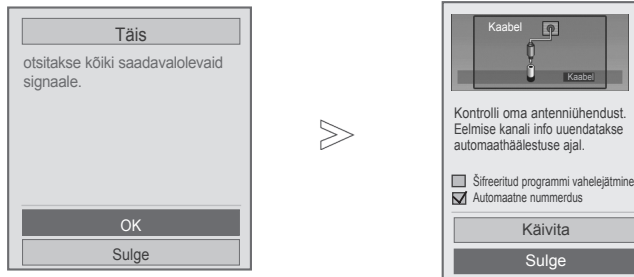 Täis
otsitakse kõiki saadavalolevaid
signaale.
OK
Sulge
Kaabel
Kaabel
Kontrolli oma antenniühendust.
Eelmise kanali info uuendatakse
automaathäälestuse ajal.
Šifreeritud programmi vahelejätmine
Automaatne nummerdus
Käivita
Sulge